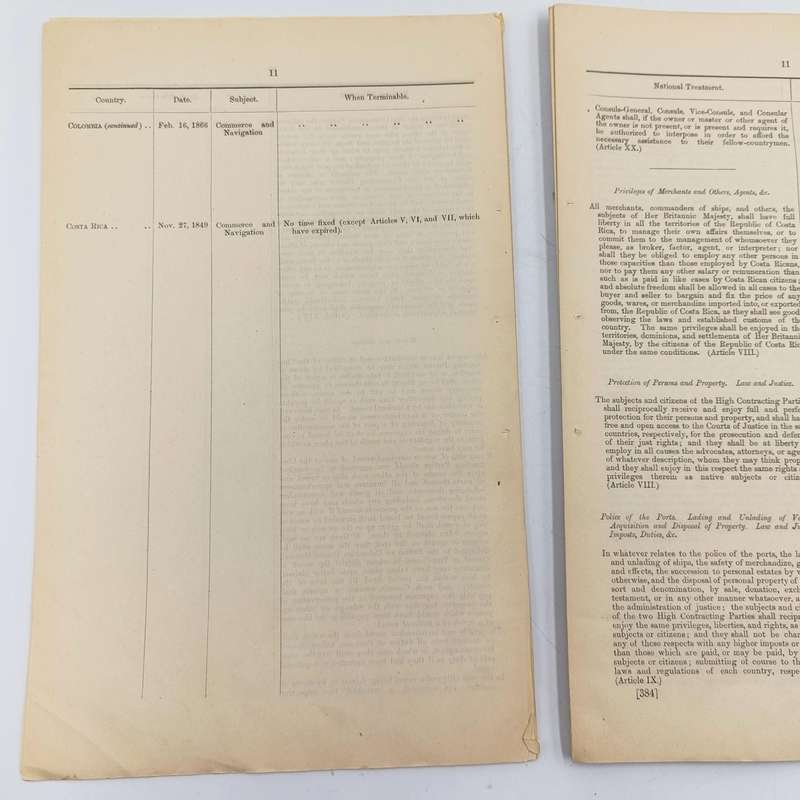 11
Country.
Date.
Subject.
When Terminable.
COLOMBIA (continued) ..
Feb. 16, 1866
Commerce and
Navigation
.. .. .. .. .. ..
COSTA RICA .. ..
Nov. 27, 1849
Commerce and
Navigation
No time fixed (except Articles V, VI, and VII, which
have expired).
11
National Treatment.
Consuls-General, Consuls, Vice-Consuls, and Consular
Agents shall, if the owner or master or other agent of
the owner is not present, or is present and requires it,
be authorized to interpose in order to afford the
necessary assistance to their fellow-countrymen.
(Article XX.)
Privileges of Merchants and Others, Agents, &c.
All merchants, commanders of ships, and others, the
subjects of Her Britannic Majesty, shall have full
liberty in all the territories of the Republic of Costa
Rica, to manage their own affairs themselves, or to
commit them to the management of whomsoever they
please, as broker, factor, agent, or interpreter; nor
shall they be obliged to employ any other persons in
those capacities than those employed by Costa Ricans,
nor to pay them any other salary or remuneration than
such as is paid in like cases by Costa Rican citizens;
and absolute freedom shall be allowed in all cases to the
buyer and seller to bargain and fix the price of any
goods, wares, or merchandize imported into, or exported
from, the Republic of Costa Rica, as they shall see good
observing the laws and established customs of the
country. The same privileges shall be enjoyed in the
territories, dominions, and settlements of Her Britanni
Majesty, by the citizens of the Republic of Costa Ric
under the same conditions. (Article VIII.)
Protection of Persons and Property. Law and Justice.
The subjects and citizens of the High Contracting Parti
shall reciprocally receive and enjoy full and perfe
protection for their persons and property, and shall ha
free and open access to the Courts of Justice in the sa
countries, respectively, for the prosecution and defen
of their just rights; and they shall be at liberty
employ in all causes the advocates, attorneys, or age
of whatever description, whom they may think prop
and they shall enjoy in this respect the same rights
privileges therein as native subjects or citiz
(Article VIII.)
Police of the Ports. Lading and Unlading of Ve
Acquisition and Disposal of Property. Law and Ju
Imposts, Duties, &c.
In whatever relates to the police of the ports, the la
and unlading of ships, the safety of merchandize, g
and effects, the succession to personal estates by w
otherwise, and the disposal of personal property of
sort and denomination, by sale, donation, exch
testament, or in any other manner whatsoever, a
the administration of justice; the subjects and ci
of the two High Contracting Parties shall recipr
enjoy the same privileges, liberties, and rights, as
subjects or citizens; and they shall not be char
any of these respects with any higher imposts or
than those which are paid, or may be paid, by
subjects or citizens; submitting of course to th
laws and regulations of each country, respe
(Article IX.)
[384]